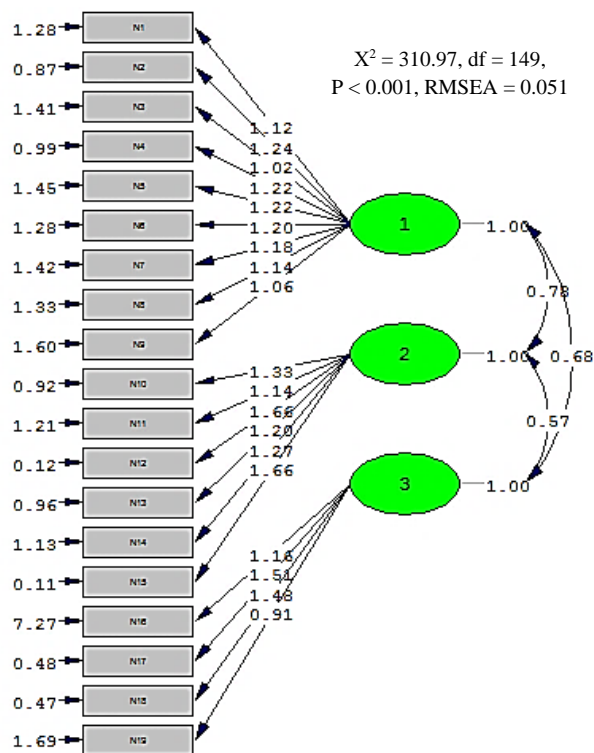 X² = 310.97, df = 149,
P < 0.001, RMSEA = 0.051
1.28 N1
0.87 N2
1.41 N3
0.99 N4
1.45 N5
1.28 N6
1.42 N7
1.33 N8
1.60 N9
0.92 N10
1.21 N11
0.12 N12
0.96 N13
1.13 N14
0.11 N15
7.27 N16
0.48 N17
0.47 N18
1.69 N19
1.12
1.24
1.02
1.22
1.22
1.20
1.18
1.14
1.06
1.33
1.14
1.66
1.20
1.27
1.66
1.16
1.51
1.48
0.91
1 1.00
2 1.00
3 1.00
0.78
0.68
0.57